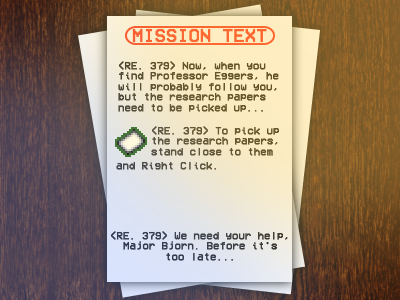 MISSION TEXT
<RE. 379> Now, when you
find Professor Eggers, he
will probably follow you,
but the research papers
need to be picked up...
<RE. 379> To pick up
the research papers,
stand close to them
and Right Click.
<RE. 379> We need your help,
Major Bjorn. Before it's
too late...